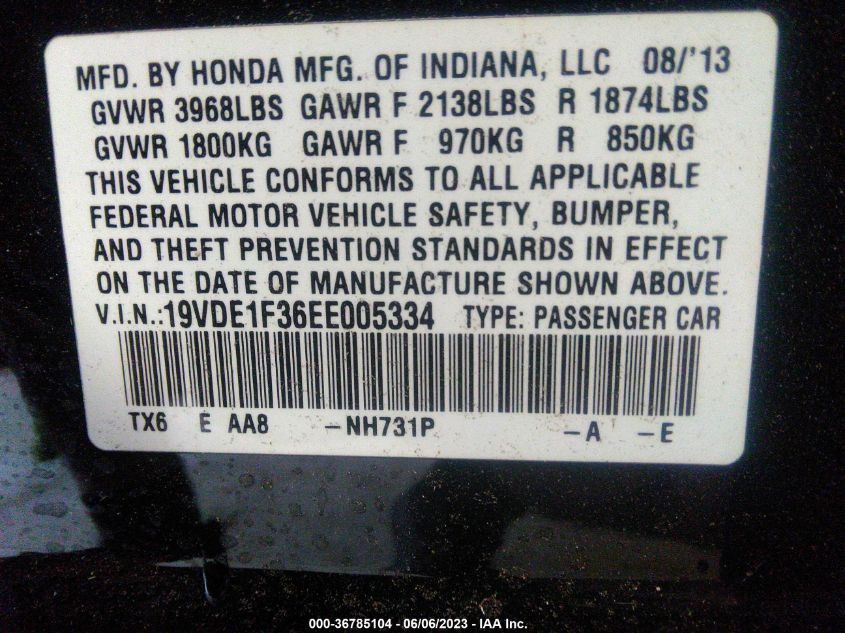 MFD. BY HONDA MFG. OF INDIANA, LLC 08/'13
GVWR 3968LBS GAWR F 2138LBS R 1874LBS
GVWR 1800KG GAWR F 970KG R 850KG
THIS VEHICLE CONFORMS TO ALL APPLICABLE
FEDERAL MOTOR VEHICLE SAFETY, BUMPER,
AND THEFT PREVENTION STANDARDS IN EFFECT
ON THE DATE OF MANUFACTURE SHOWN ABOVE.
V.I.N.:19VDE1F36EE005334 TYPE: PASSENGER CAR
TX6 E AA8 -NH731P -A -E
000-36785104 - 06/06/2023 - IAA Inc.